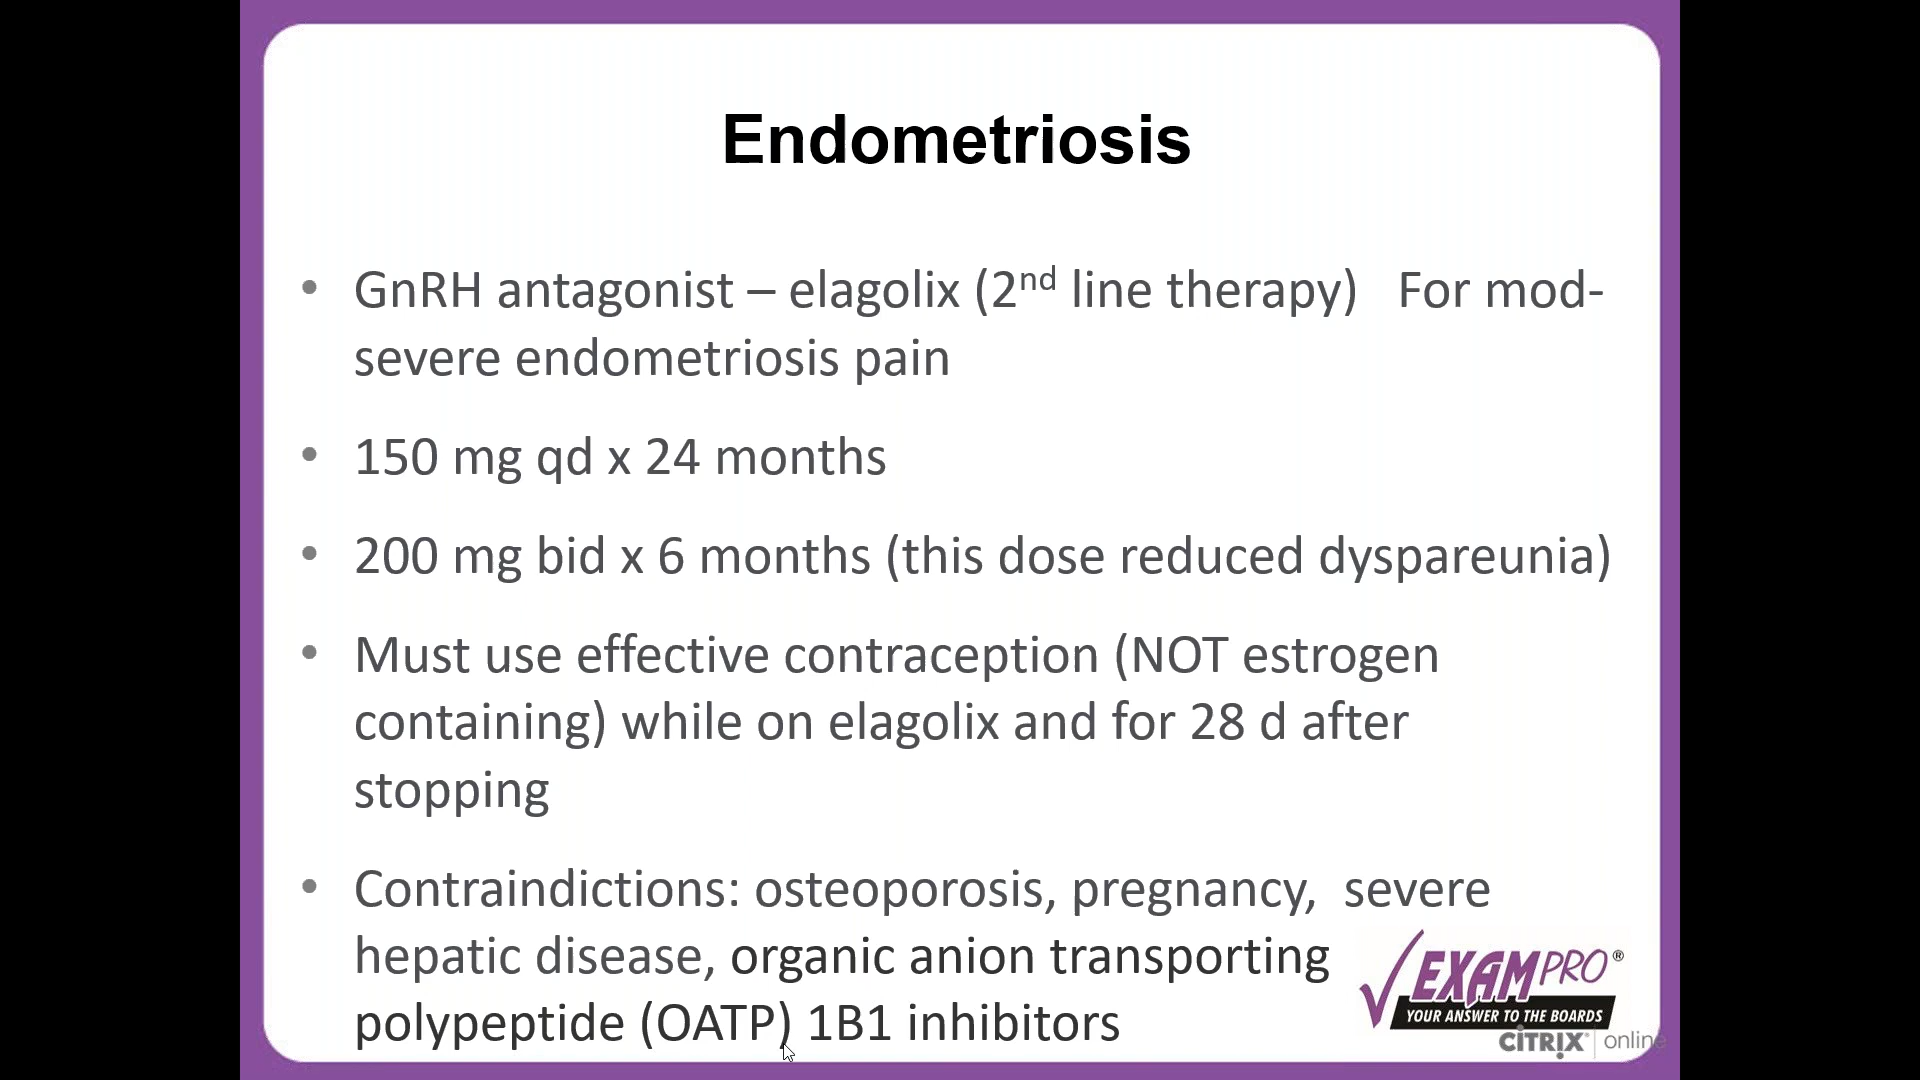 Endometriosis
• GnRH antagonist – elagolix (2nd line therapy)   For mod-
severe endometriosis pain
• 150 mg qd x 24 months
• 200 mg bid x 6 months (this dose reduced dyspareunia)
• Must use effective contraception (NOT estrogen
containing) while on elagolix and for 28 d after
stopping
• Contraindictions: osteoporosis, pregnancy,  severe
hepatic disease, organic anion transporting
polypeptide (OATP) 1B1 inhibitors
EXAMPRO®
YOUR ANSWER TO THE BOARDS
CITRIX® | online